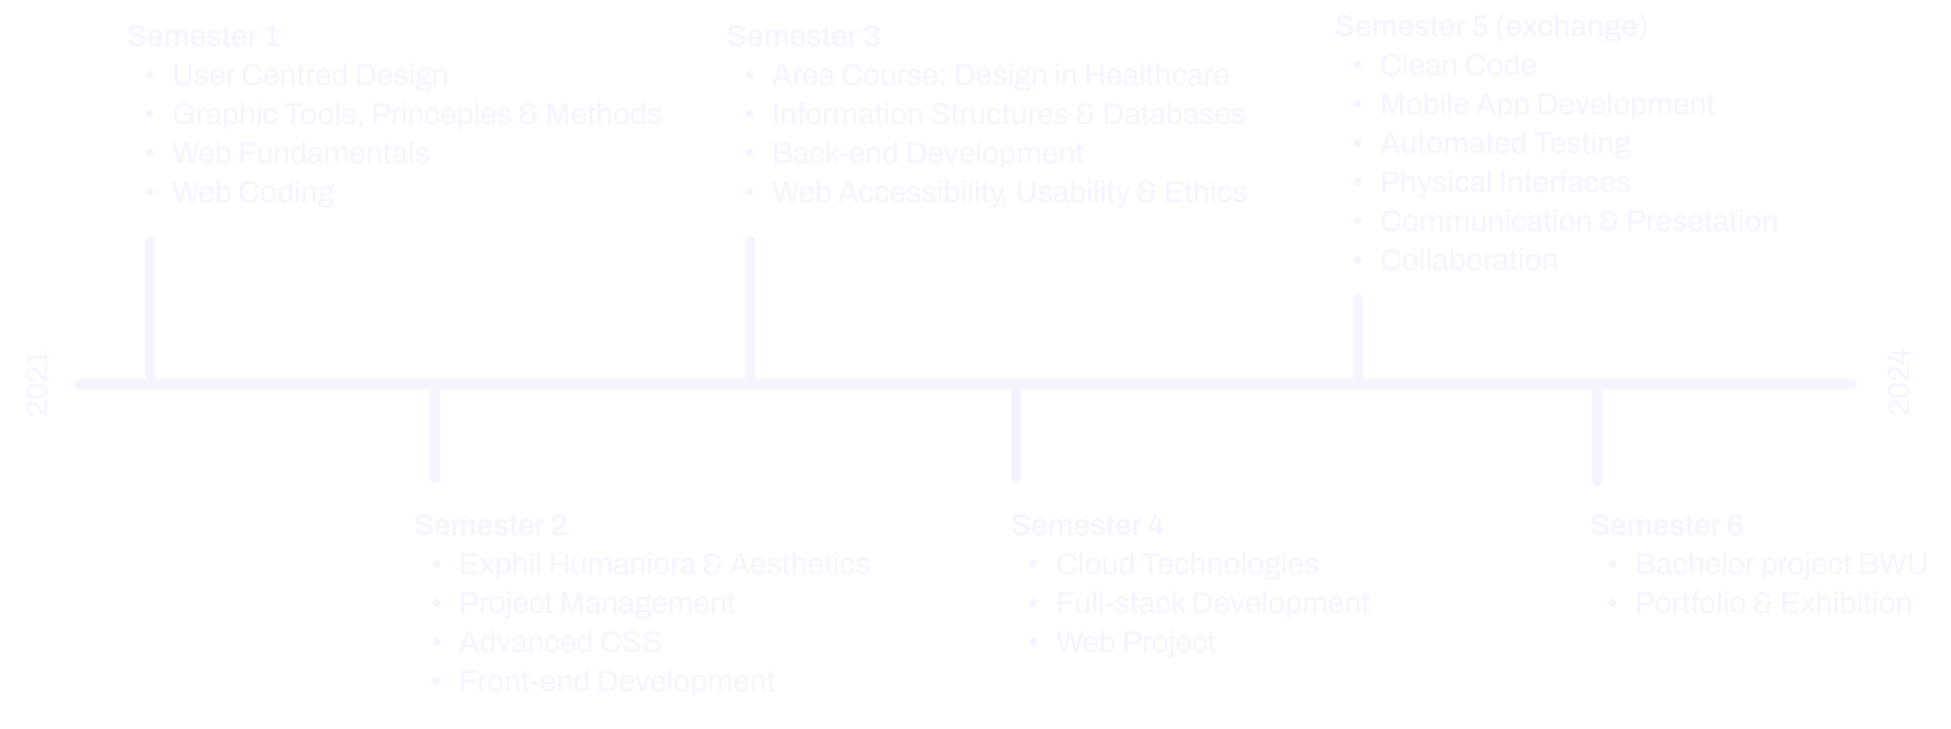 Semester 1
• User Centred Design
• Graphic Tools, Princeples & Methods
• Web Fundamentals
• Web Coding
Semester 3
• Area Course: Design in Healthcare
• Information Structures & Databases
• Back-end Development
• Web Accessibility, Usability & Ethics
Semester 5 (exchange)
• Clean Code
• Mobile App Development
• Automated Testing
• Physical Interfaces
• Communication & Presetation
• Collaboration
2021
2024
Semester 2
• Exphil Humaniora & Aesthetics
• Project Management
• Advanced CSS
• Front-end Development
Semester 4
• Cloud Technologies
• Full-stack Development
• Web Project
Semester 6
• Bachelor project BWU
• Portfolio & Exhibition